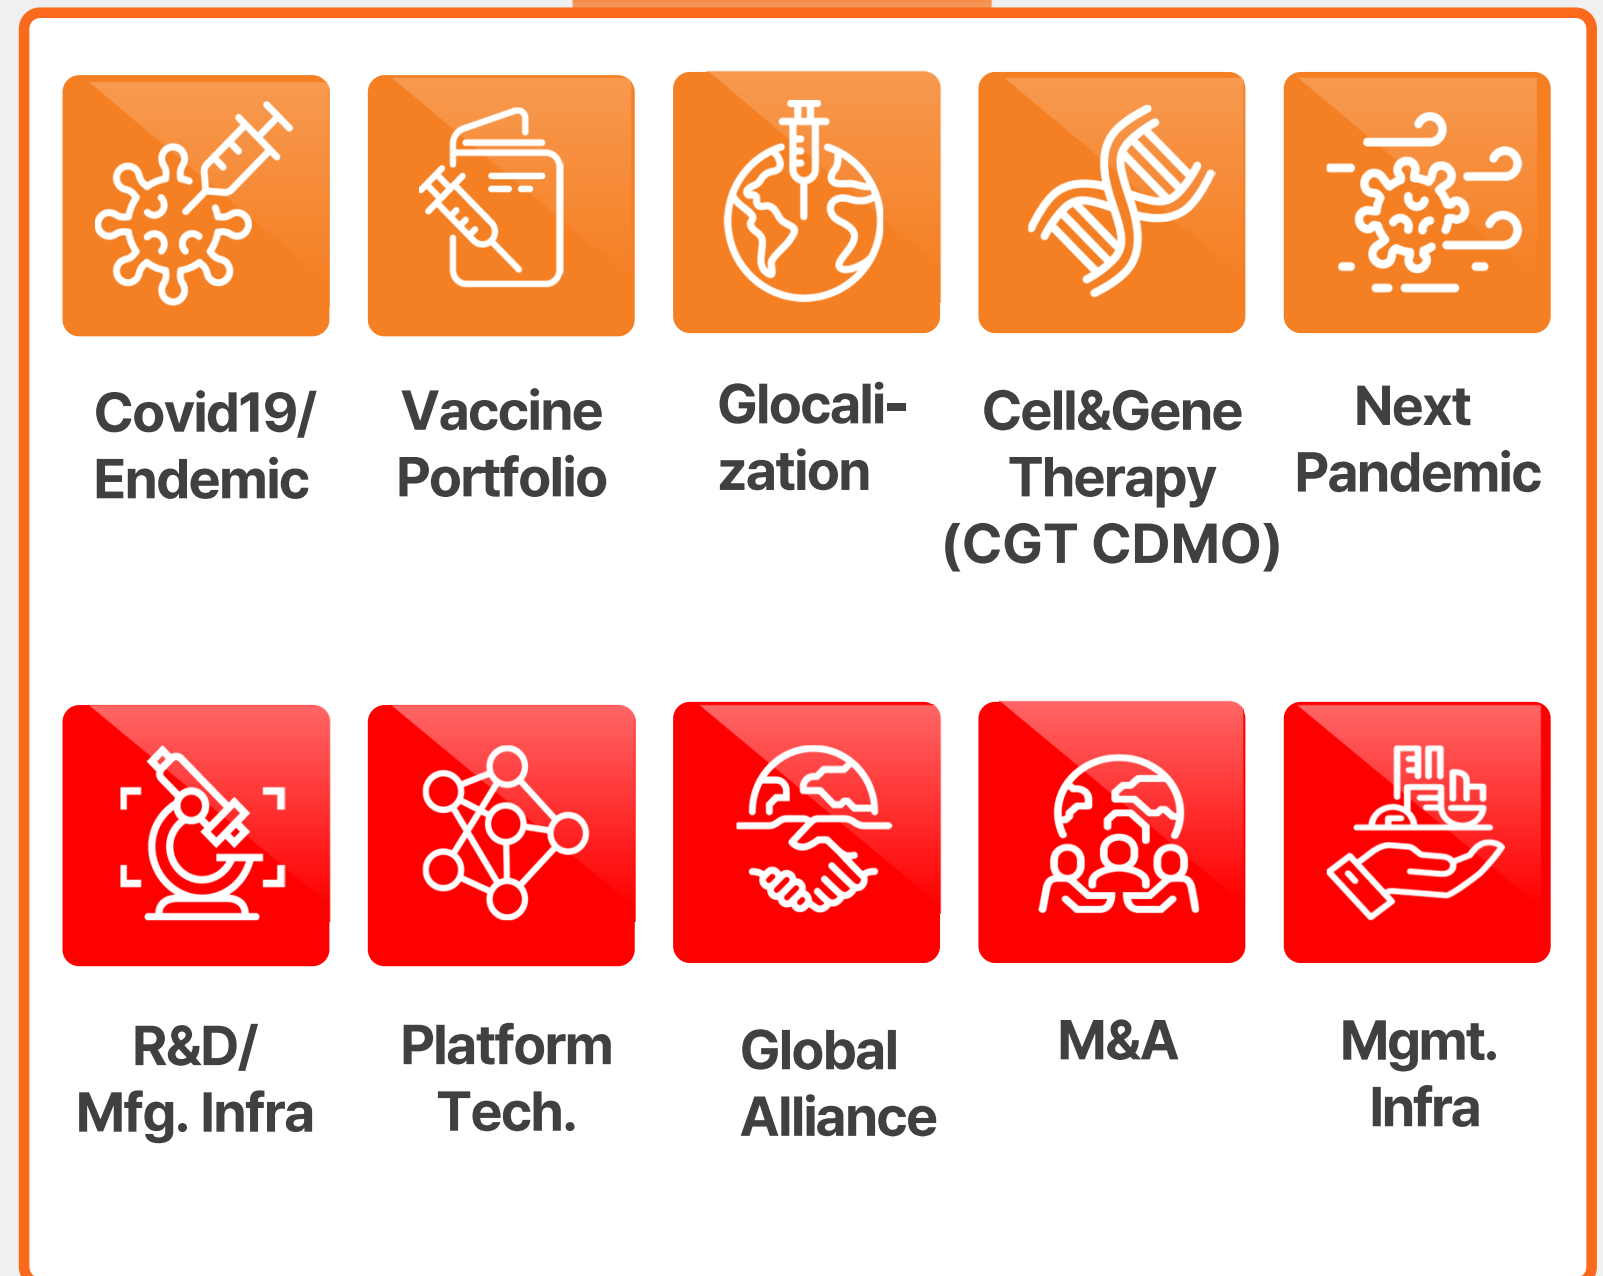 Covid19/
Endemic
Vaccine
Portfolio
Glocali-
zation
Cell&Gene
Therapy
(CGT CDMO)
Next
Pandemic
R&D/
Mfg. Infra
Platform
Tech.
Global
Alliance
M&A
Mgmt.
Infra